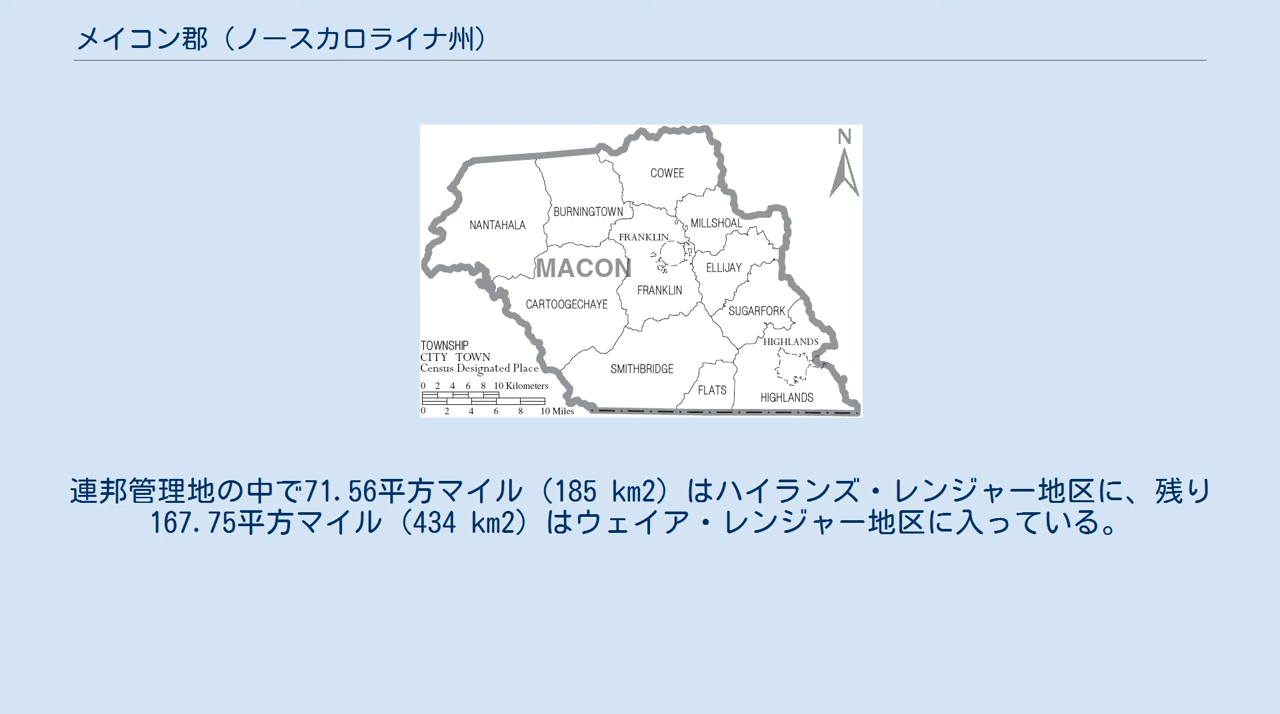 メイコン郡（ノースカロライナ州）
N
COWEE
BURNINGTOWN
NANTAHALA
MILLSHOAL
FRANKLIN
MACON
ELLIJAY
FRANKLIN
CARTOOGECHAYE
SUGARFORK
HIGHLANDS
TOWNSHIP
CITY TOWN
Census Designated Place
SMITHBRIDGE
0 2 4 6 8 10 Kilometers
FLATS
HIGHLANDS
0 2 4 6 8 10 Miles
連邦管理地の中で71.56平方マイル（185 km2）はハイランズ・レンジャー地区に、残り
167.75平方マイル（434 km2）はウェイア・レンジャー地区に入っている。